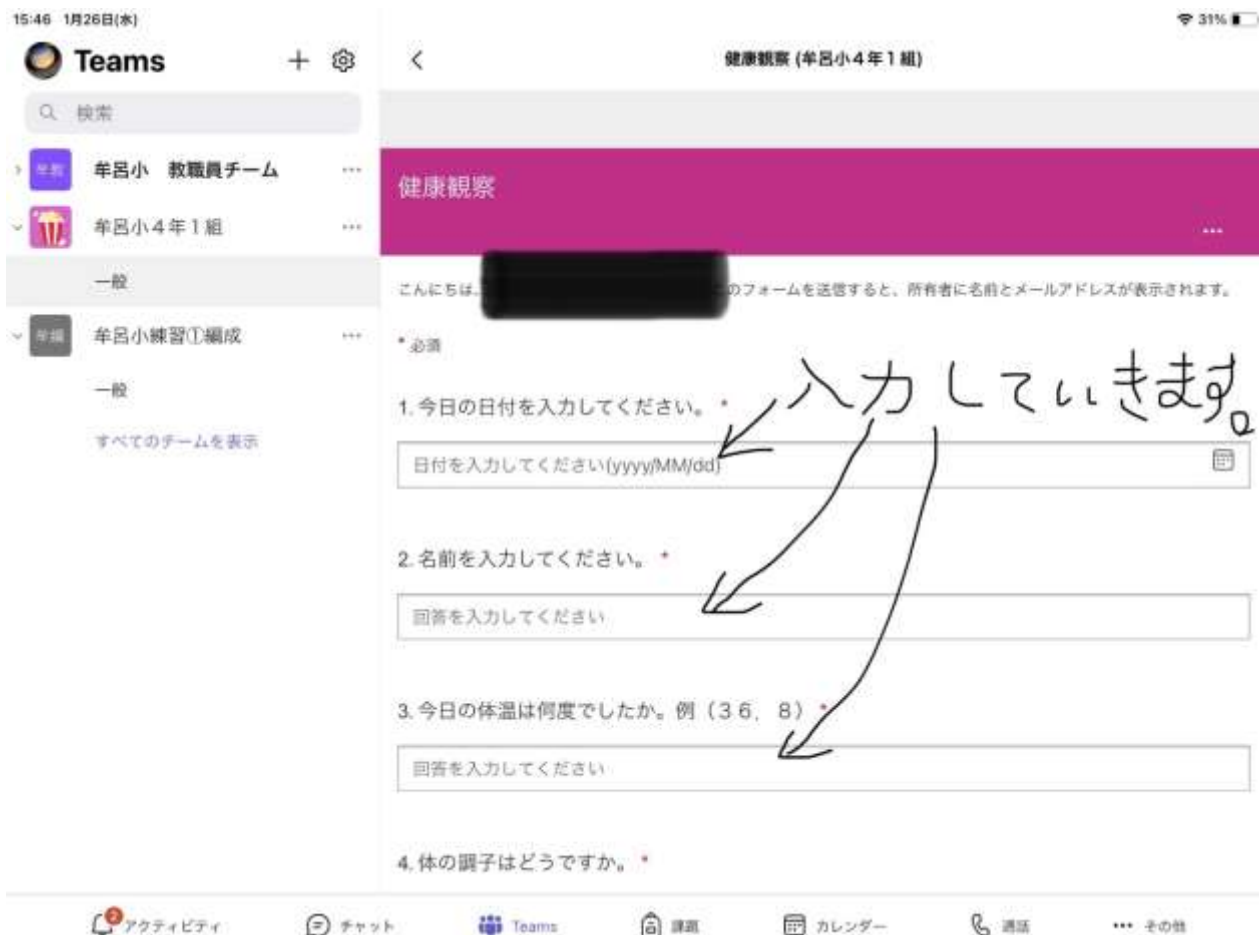 15:46 1月26日(水)
31%
Teams
健康観察 (牟呂小4年1組)
検索
牟呂小 教職員チーム
健康観察
牟呂小4年1組
一般
こんにちは、
のフォームを送信すると、所有者に名前とメールアドレスが表示されます。
牟呂小練習①編成
* 必須
入力していきます。
一般
1. 今日の日付を入力してください。 *
すべてのチームを表示
日付を入力してください(yyyy/MM/dd)
2. 名前を入力してください。 *
回答を入力してください
3. 今日の体温は何度でしたか。例(36.8) *
回答を入力してください
4. 体の調子はどうですか。 *
2
アクティビティ チャット Teams 課題 カレンダー 通話 その他